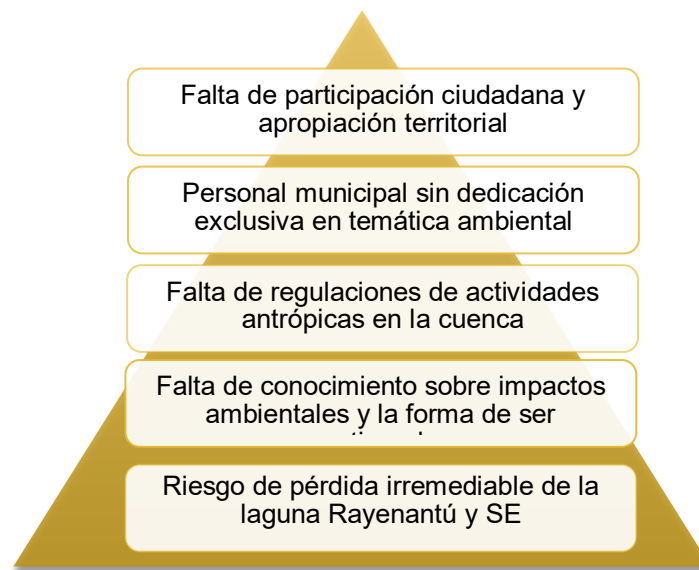 Falta de participación ciudadana y
apropiación territorial
Personal municipal sin dedicación
exclusiva en temática ambiental
Falta de regulaciones de actividades
antrópicas en la cuenca
Falta de conocimiento sobre impactos
ambientales y la forma de ser
Riesgo de pérdida irremediable de la
laguna Rayenantú y SE